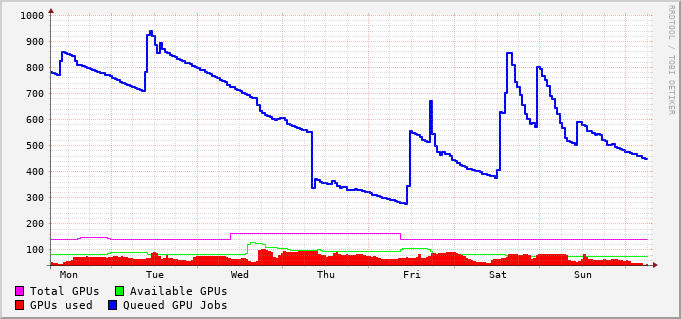 1000
900
800
700
600
500
400
300
200
100
Mon Tue Wed Thu Fri Sat Sun
RRDTOOL / TOBI OETIKER
Total GPUs Available GPUs
GPUs used Queued GPU Jobs